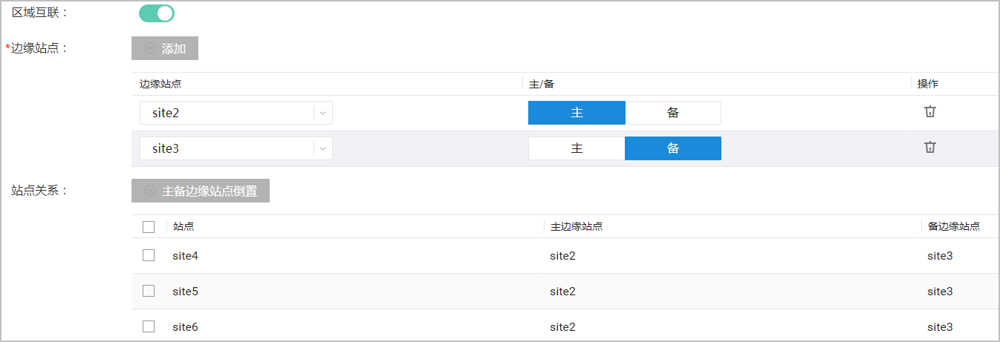 区域互联：
*边缘站点：
添加
边缘站点 主/备 操作
site2 主 备
site3 主 备
站点关系：
主备边缘站点倒置
站点 主边缘站点 备边缘站点
site4 site2 site3
site5 site2 site3
site6 site2 site3